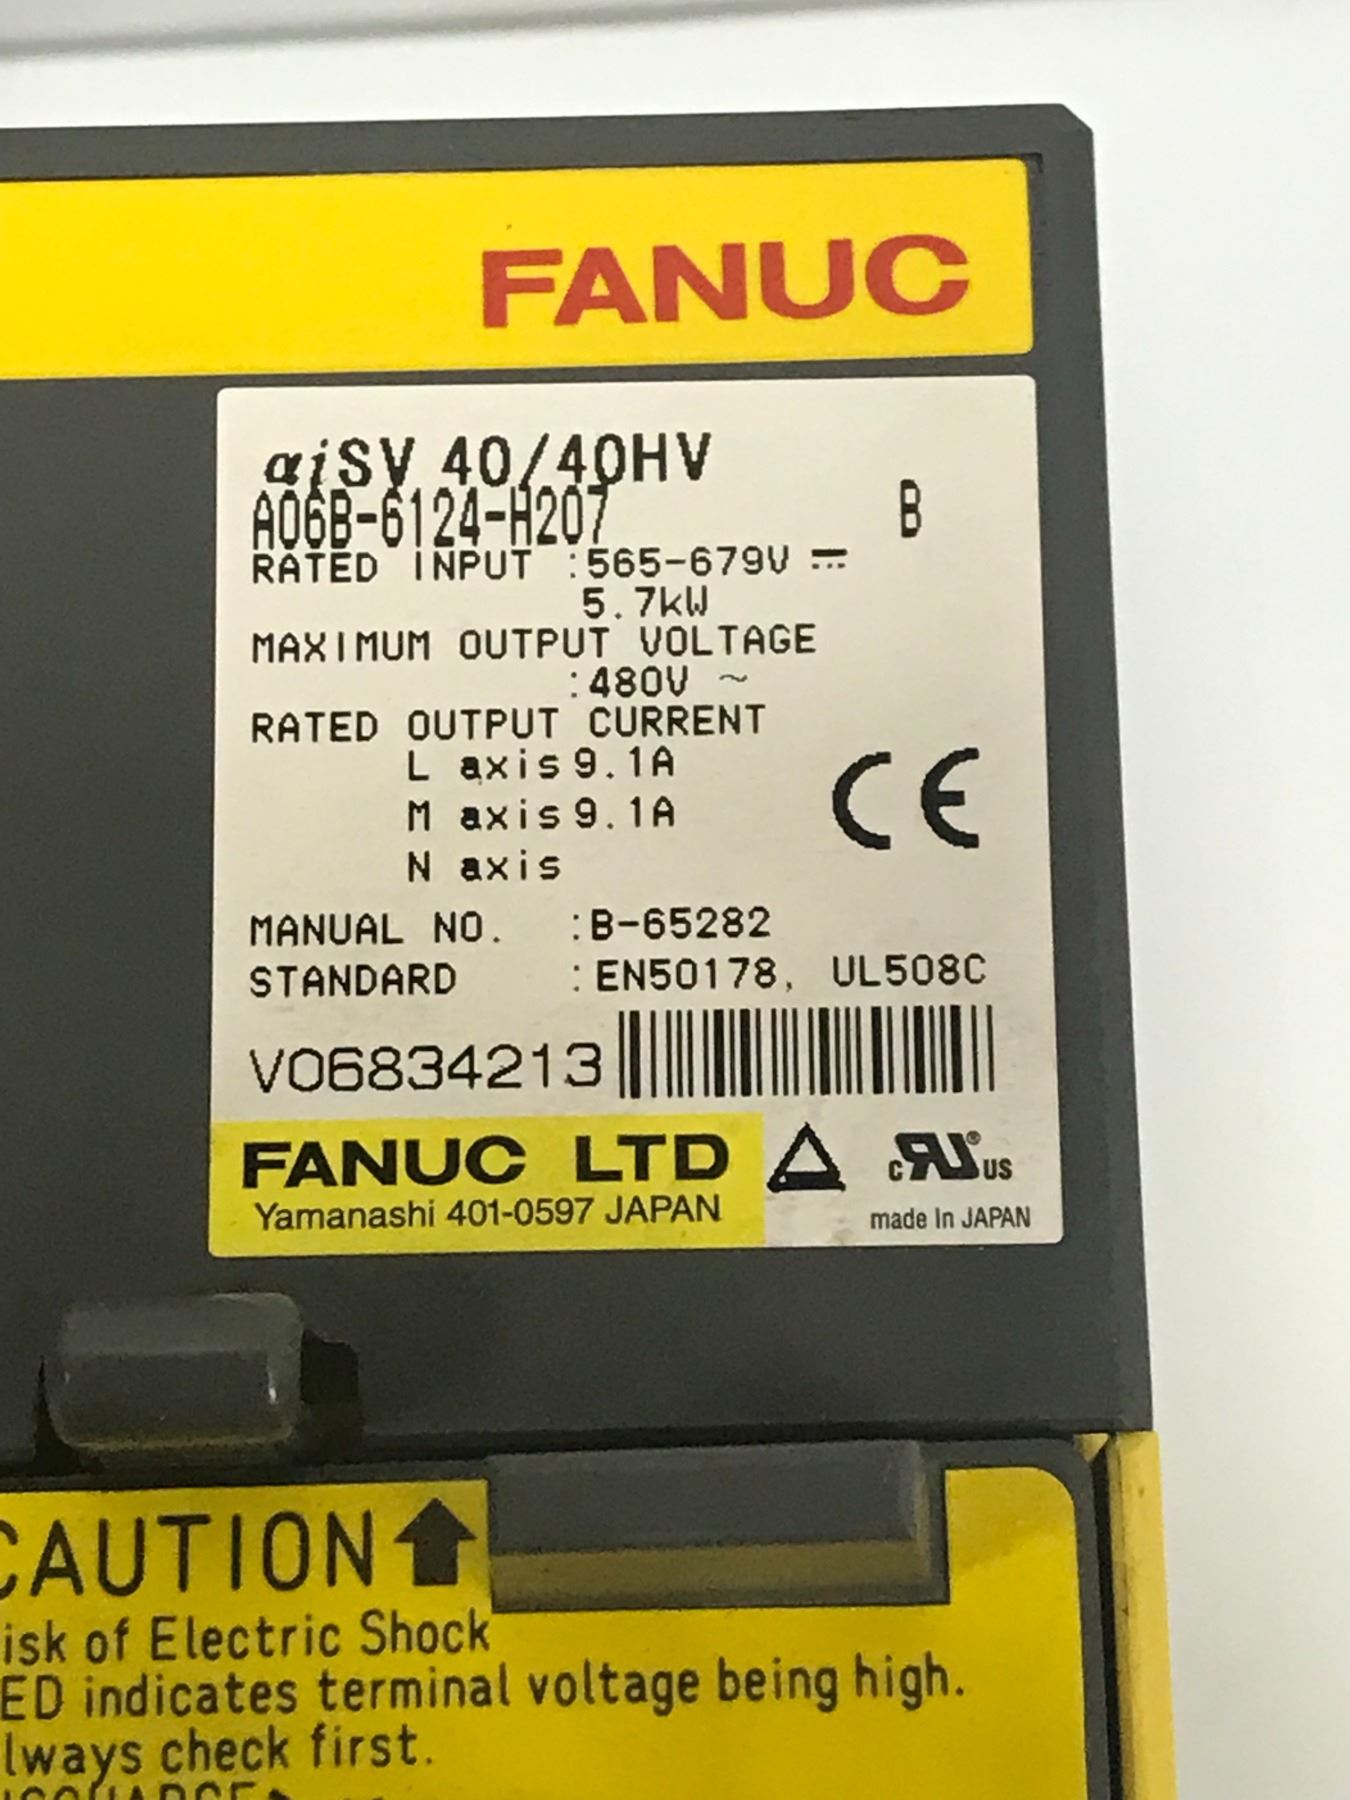 FANUC
αiSV 40/40HV
A06B-6124-H207 B
RATED INPUT :565-679V ⎓
5.7kW
MAXIMUM OUTPUT VOLTAGE
:480V ~
RATED OUTPUT CURRENT
L axis 9.1A
M axis 9.1A
N axis
CE
MANUAL NO. :B-65282
STANDARD :EN50178, UL508C
V06834213
FANUC LTD
Yamanashi 401-0597 JAPAN
c RU ® US
made In JAPAN
CAUTION
isk of Electric Shock
ED indicates terminal voltage being high.
lways check first.